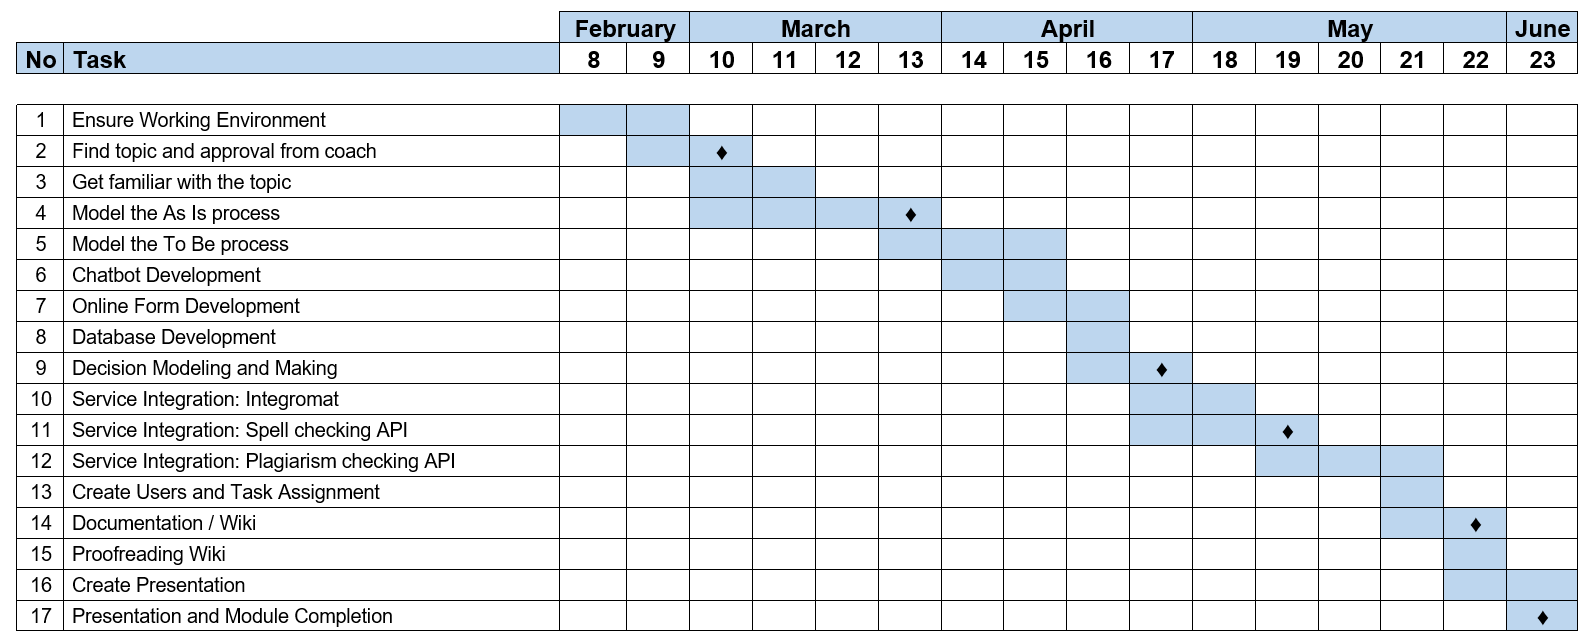 February March April May June
No Task 8 9 10 11 12 13 14 15 16 17 18 19 20 21 22 23
1 Ensure Working Environment
2 Find topic and approval from coach ♦
3 Get familiar with the topic
4 Model the As Is process ♦
5 Model the To Be process
6 Chatbot Development
7 Online Form Development
8 Database Development
9 Decision Modeling and Making ♦
10 Service Integration: Integromat
11 Service Integration: Spell checking API ♦
12 Service Integration: Plagiarism checking API
13 Create Users and Task Assignment
14 Documentation / Wiki ♦
15 Proofreading Wiki
16 Create Presentation
17 Presentation and Module Completion ♦